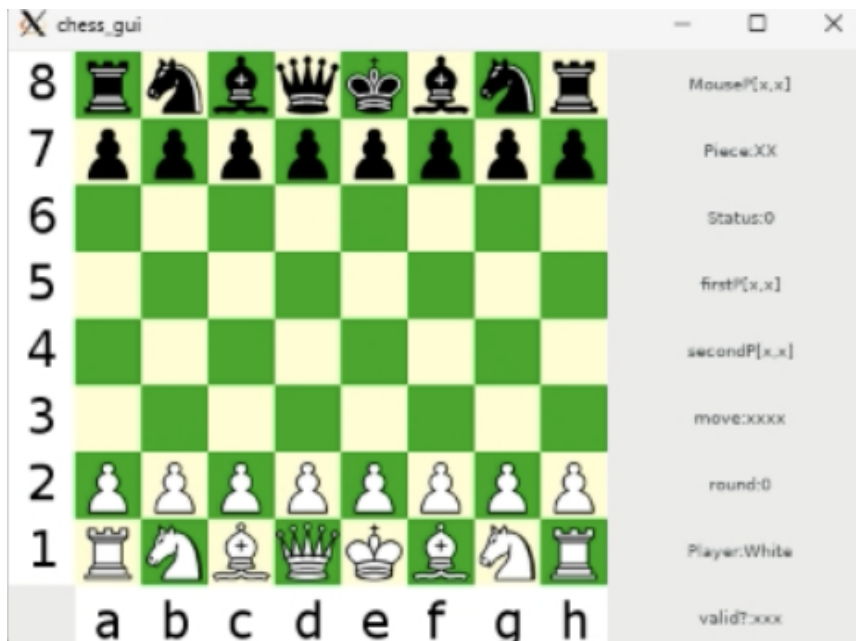 chess_gui
8
MouseP[x,x]
7
Piece:XX
6
Status:0
5
firstP[x,x]
4
secondP[x,x]
3
move:xxxx
2
round:0
1
Player:White
a b c d e f g h
valid?:xxx